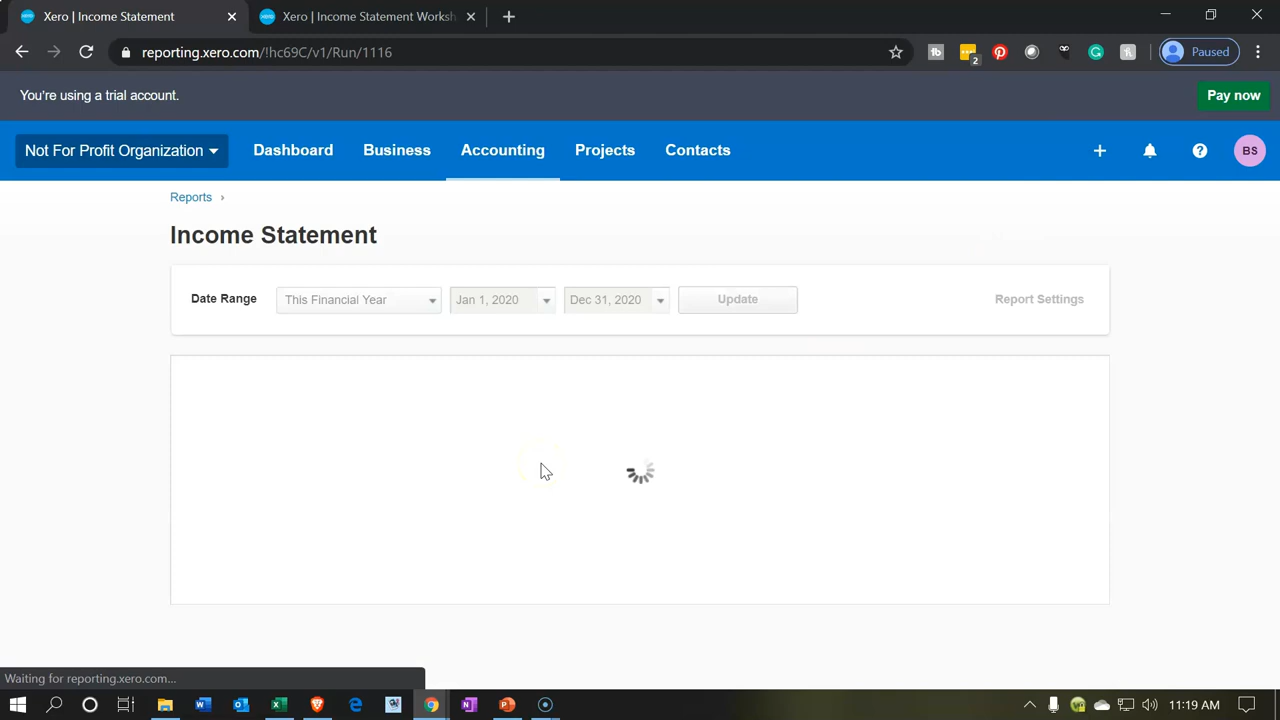 Xero | Income Statement
Xero | Income Statement Worksh
reporting.xero.com/!hc69C/v1/Run/1116
2
Paused
You're using a trial account.
Pay now
Not For Profit Organization
Dashboard
Business
Accounting
Projects
Contacts
BS
Reports
Income Statement
Date Range
This Financial Year
Jan 1, 2020
Dec 31, 2020
Update
Report Settings
Waiting for reporting.xero.com...
11:19 AM